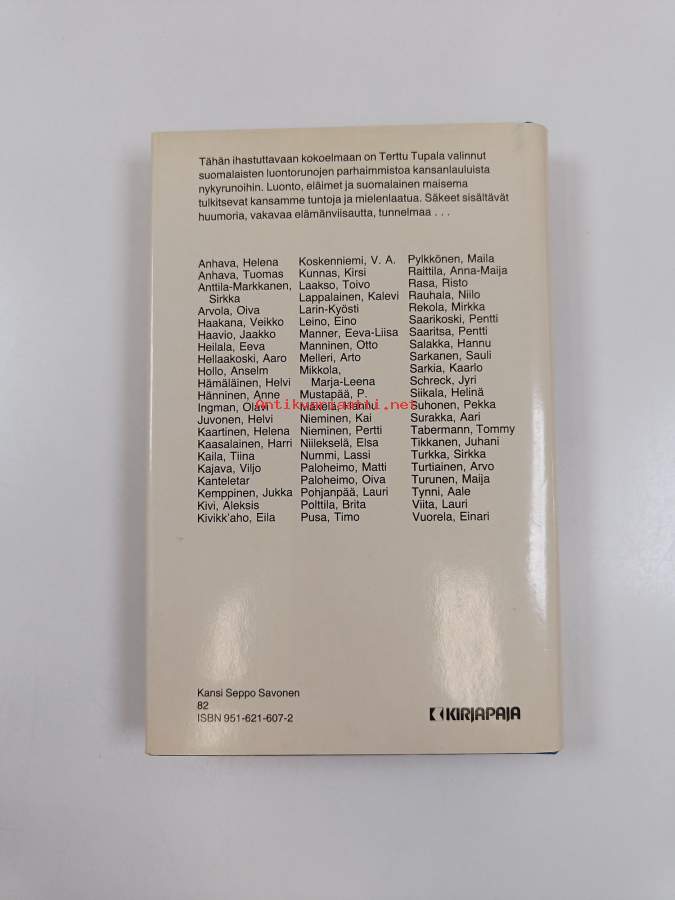 Tähän ihastuttavaan kokoelmaan on Terttu Tupala valinnut
suomalaisten luontorunojen parhaimmistoa kansanlauluista
nykyrunoihin. Luonto, eläimet ja suomalainen maisema
tulkitsevat kansamme tuntoja ja mielenlaatua. Säkeet sisältävät
huumoria, vakavaa elämänviisautta, tunnelmaa . . .
Anhava, Helena
Anhava, Tuomas
Anttila-Markkanen,
Sirkka
Arvola, Oiva
Haakana, Veikko
Haavio, Jaakko
Heilala, Eeva
Hellaakoski, Aaro
Hollo, Anselm
Hämäläinen, Helvi
Hänninen, Anne
Ingman, Olavi
Juvonen, Helvi
Kaartinen, Helena
Kaasalainen, Harri
Kaila, Tiina
Kajava, Viljo
Kanteletar
Kemppinen, Jukka
Kivi, Aleksis
Kivikk'aho, Eila
Koskenniemi, V. A.
Kunnas, Kirsi
Laakso, Toivo
Lappalainen, Kalevi
Larin-Kyösti
Leino, Eino
Manner, Eeva-Liisa
Manninen, Otto
Melleri, Arto
Mikkola,
Marja-Leena
Mustapää, P.
Mäkelä, Hannu
Nieminen, Kai
Nieminen, Pertti
Niilekselä, Elsa
Nummi, Lassi
Paloheimo, Matti
Paloheimo, Oiva
Pohjanpää, Lauri
Polttila, Brita
Pusa, Timo
Pylkkönen, Maila
Raittila, Anna-Maija
Rasa, Risto
Rauhala, Niilo
Rekola, Mirkka
Saarikoski, Pentti
Saaritsa, Pentti
Salakka, Hannu
Sarkanen, Sauli
Sarkia, Kaarlo
Schreck, Jyri
Siikala, Helinä
Suhonen, Pekka
Surakka, Aari
Tabermann, Tommy
Tikkanen, Juhani
Turkka, Sirkka
Turtiainen, Arvo
Turunen, Maija
Tynni, Aale
Viita, Lauri
Vuorela, Einari
Antikvariaatti.net
Kansi Seppo Savonen
82
ISBN 951-621-607-2
KIRJAPAJA